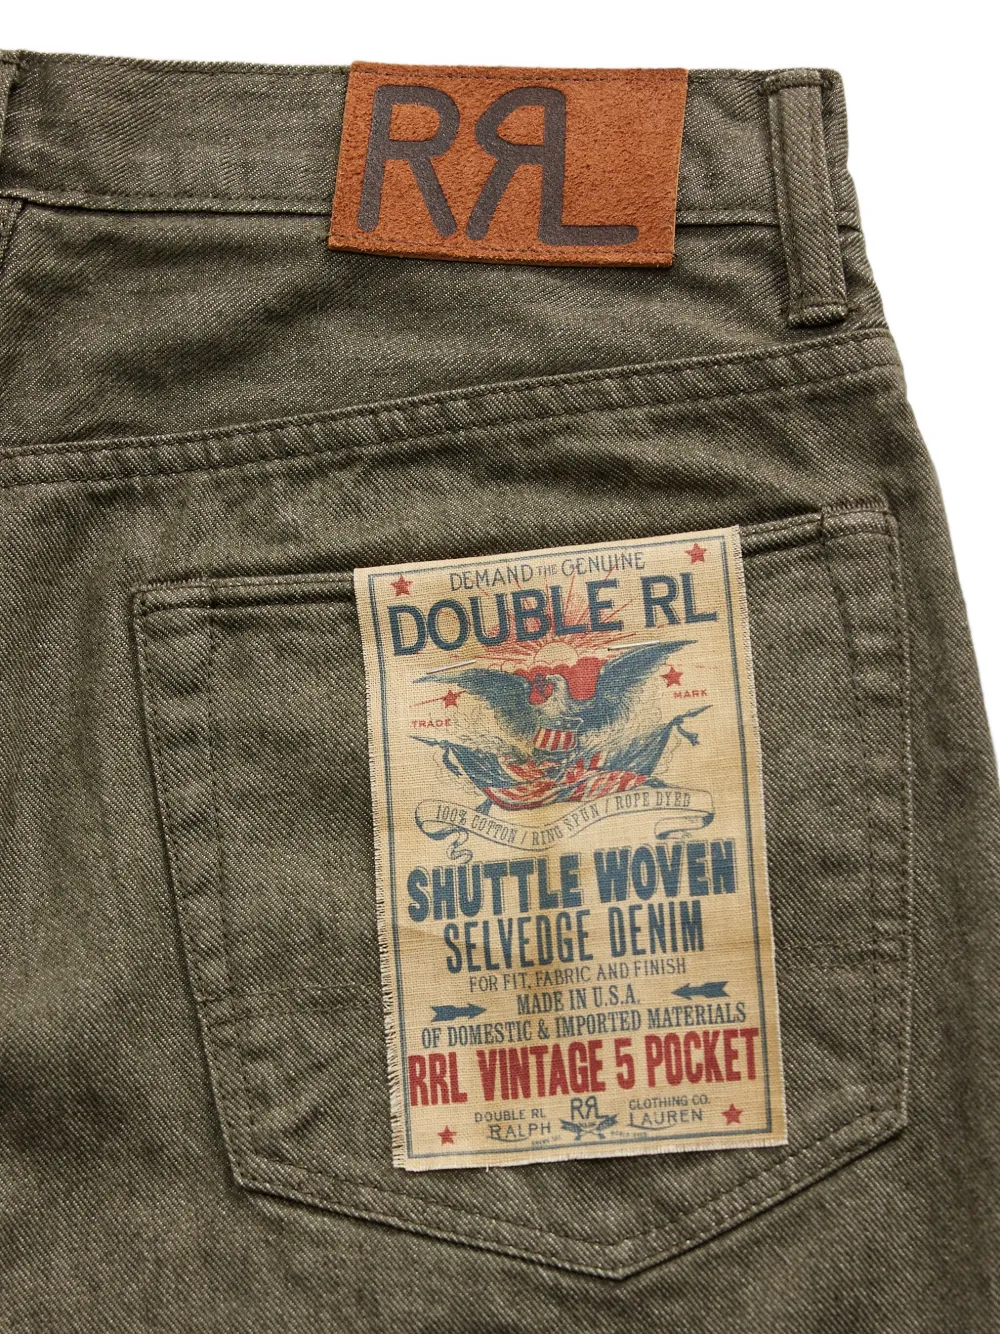 RRL
DEMAND THE GENUINE
DOUBLE RL
TRADE MARK
100% COTTON / RING SPUN / ROPE DYED
SHUTTLE WOVEN
SELVEDGE DENIM
FOR FIT, FABRIC AND FINISH
MADE IN U.S.A.
OF DOMESTIC & IMPORTED MATERIALS
RRL VINTAGE 5 POCKET
DOUBLE RL RRL CLOTHING CO.
RALPH LAUREN